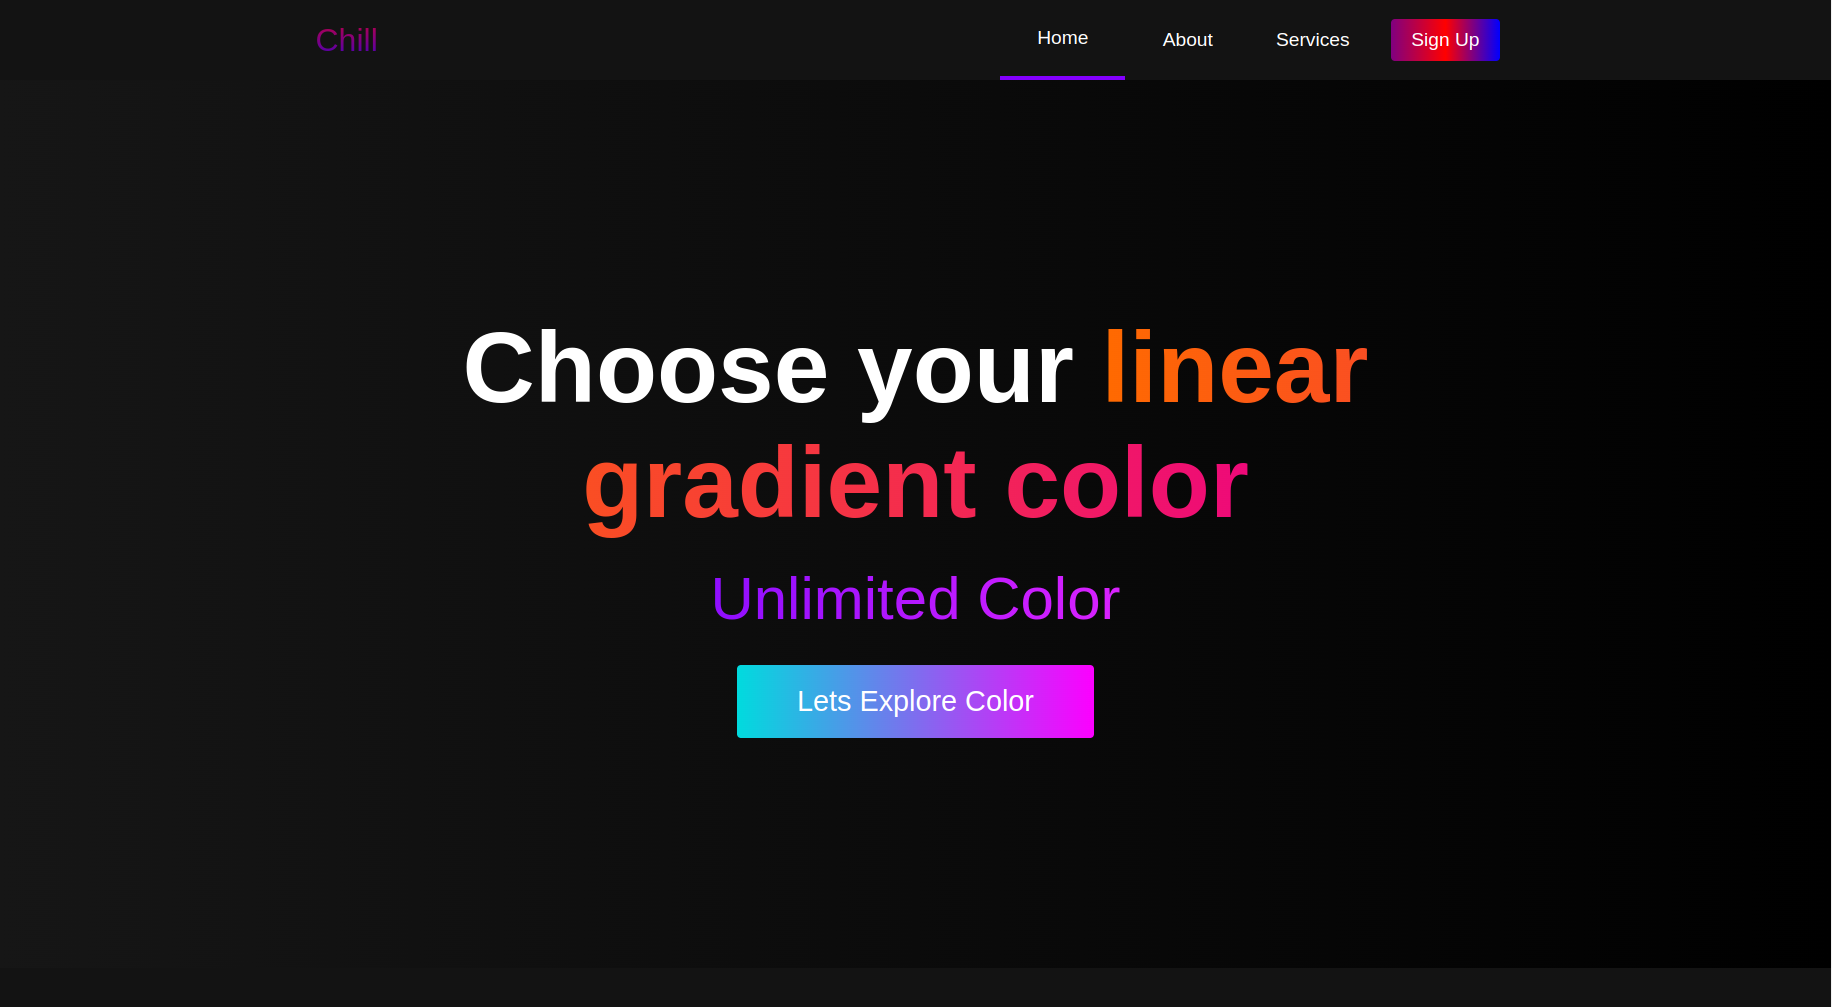 Chill
Home
About
Services
Sign Up
Choose your linear
gradient color
Unlimited Color
Lets Explore Color